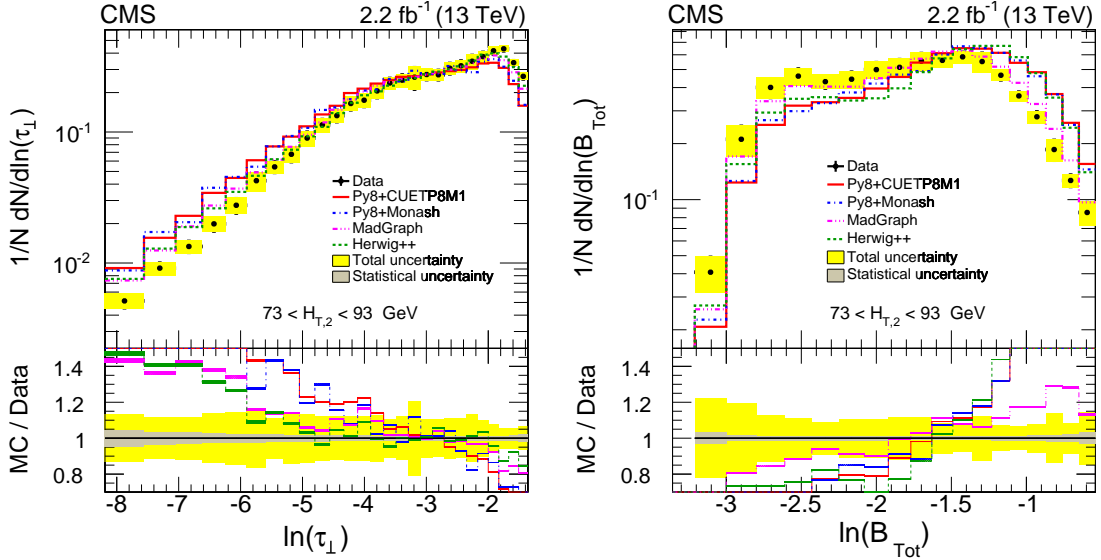 CMS 2.2 fb⁻¹ (13 TeV)
1/N dN/dln(τ⊥)
10⁻¹
10⁻²
Data
Py8+CUETP8M1
Py8+Monash
MadGraph
Herwig++
Total uncertainty
Statistical uncertainty
73 < H_T,2 < 93 GeV
MC / Data
1.4
1.2
1
0.8
-8 -7 -6 -5 -4 -3 -2
ln(τ⊥)
CMS 2.2 fb⁻¹ (13 TeV)
1/N dN/dln(B_Tot)
10⁻¹
Data
Py8+CUETP8M1
Py8+Monash
MadGraph
Herwig++
Total uncertainty
Statistical uncertainty
73 < H_T,2 < 93 GeV
MC / Data
1.4
1.2
1
0.8
-3 -2.5 -2 -1.5 -1
ln(B_Tot)